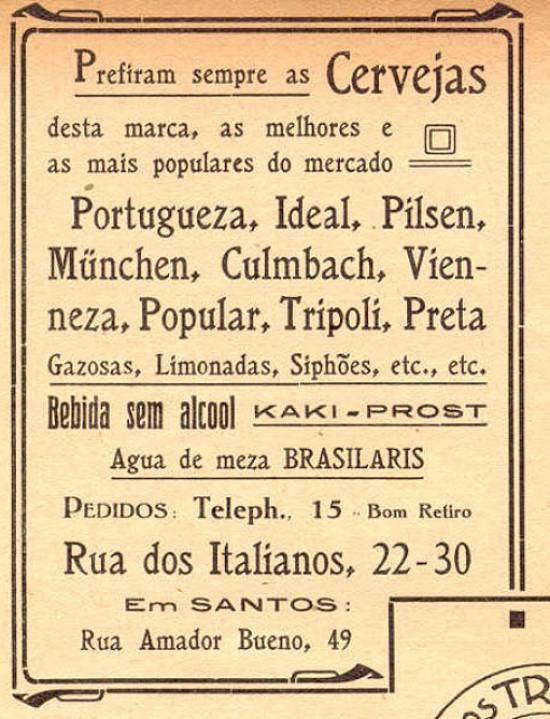 Prefiram sempre as Cervejas
desta marca, as melhores e
as mais populares do mercado
Portugueza, Ideal, Pilsen,
München, Culmbach, Vien-
neza, Popular, Tripoli, Preta
Gazosas, Limonadas, Siphões, etc., etc.
Bebida sem alcool KAKI-PROST
Agua de meza BRASILARIS
PEDIDOS: Teleph., 15 - Bom Retiro
Rua dos Italianos, 22-30
Em SANTOS:
Rua Amador Bueno, 49